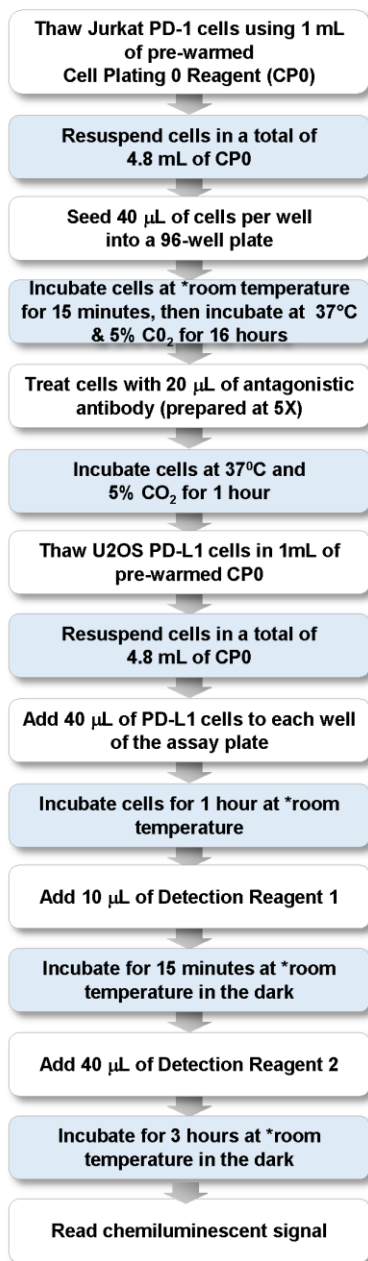 Thaw Jurkat PD-1 cells using 1 mL
of pre-warmed
Cell Plating 0 Reagent (CP0)
Resuspend cells in a total of
4.8 mL of CP0
Seed 40 μL of cells per well
into a 96-well plate
Incubate cells at *room temperature
for 15 minutes, then incubate at 37°C
& 5% C0₂ for 16 hours
Treat cells with 20 μL of antagonistic
antibody (prepared at 5X)
Incubate cells at 37⁰C and
5% CO₂ for 1 hour
Thaw U2OS PD-L1 cells in 1mL of
pre-warmed CP0
Resuspend cells in a total of
4.8 mL of CP0
Add 40 μL of PD-L1 cells to each well
of the assay plate
Incubate cells for 1 hour at *room
temperature
Add 10 μL of Detection Reagent 1
Incubate for 15 minutes at *room
temperature in the dark
Add 40 μL of Detection Reagent 2
Incubate for 3 hours at *room
temperature in the dark
Read chemiluminescent signal